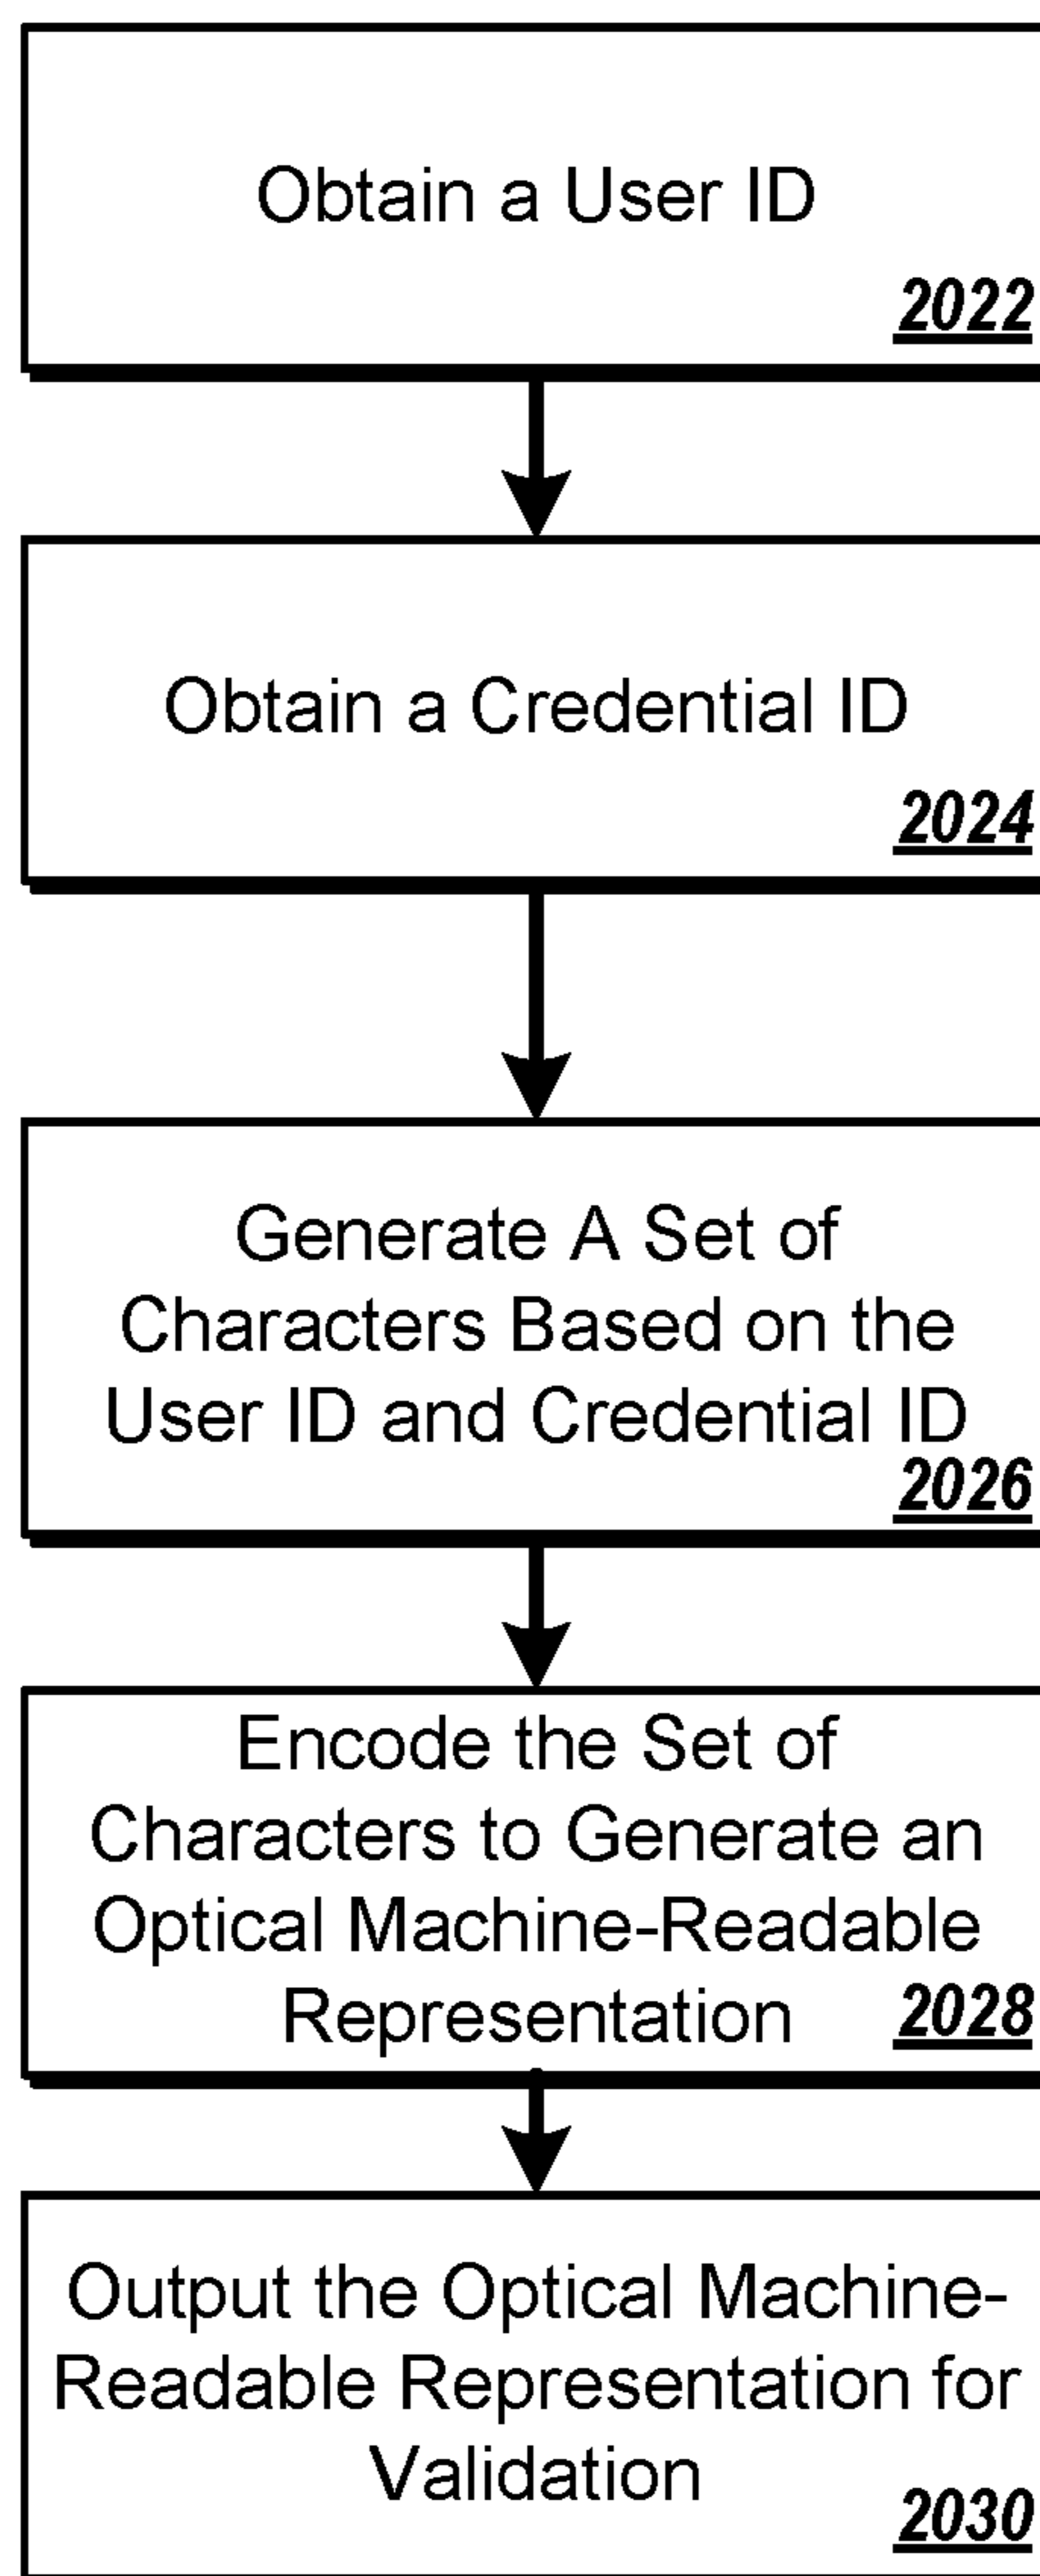 Obtain a User ID
2022
Obtain a Credential ID
2024
Generate A Set of
Characters Based on the
User ID and Credential ID
2026
Encode the Set of
Characters to Generate an
Optical Machine-Readable
Representation 2028
Output the Optical Machine-
Readable Representation for
Validation
2030